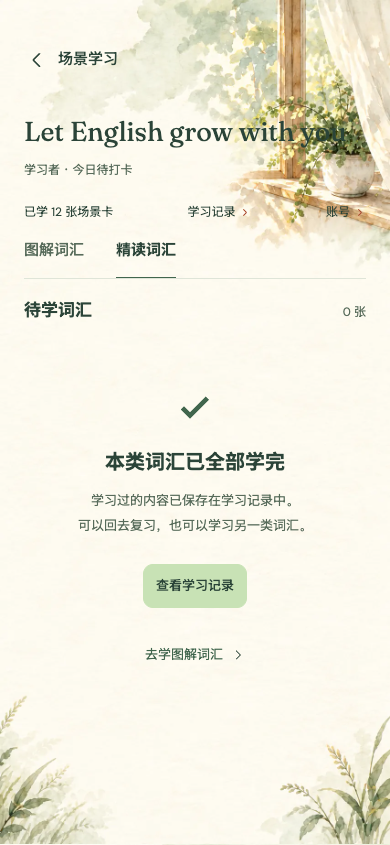 场景学习
Let English grow with you.
学习者 · 今日待打卡
已学 12 张场景卡
学习记录
账号
图解词汇
精读词汇
待学词汇
0 张
本类词汇已全部学完
学习过的内容已保存在学习记录中。
可以回去复习，也可以学习另一类词汇。
查看学习记录
去学图解词汇